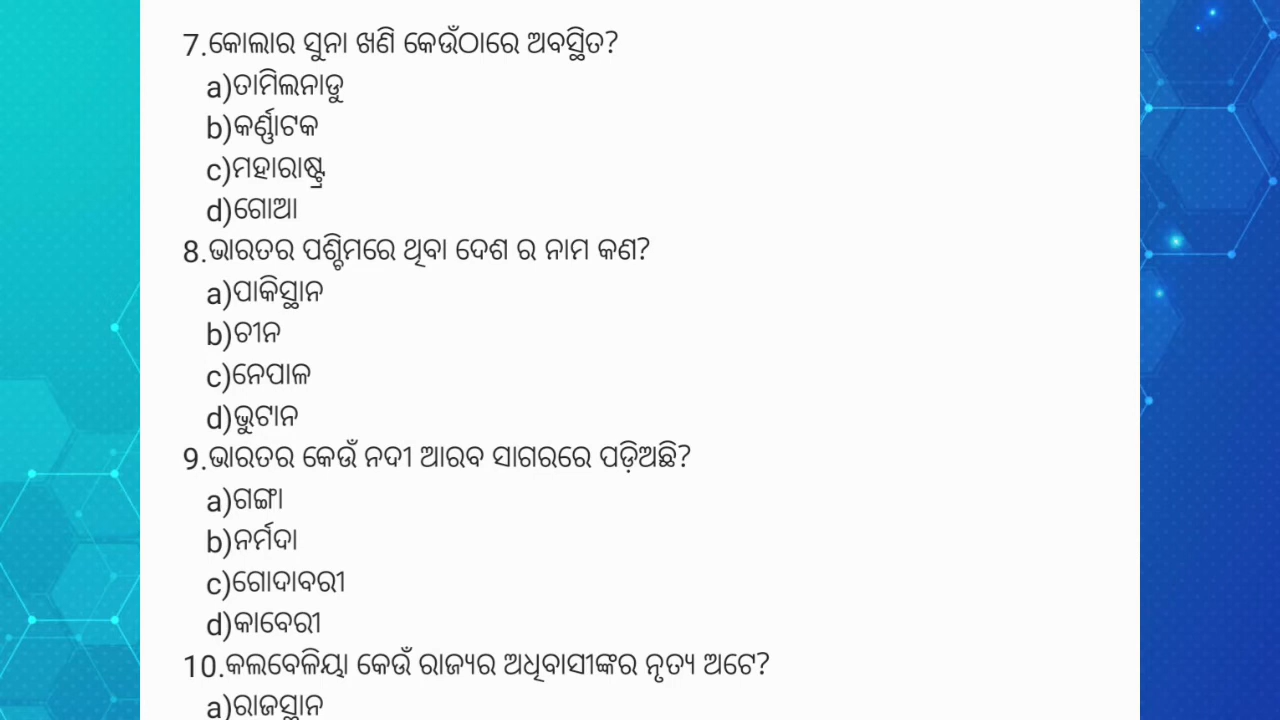 7.କୋଲାର ସୁନା ଖଣି କେଉଁଠାରେ ଅବସ୍ଥିତ?
a)ତାମିଲନାଡୁ
b)କର୍ଣ୍ଣାଟକ
c)ମହାରାଷ୍ଟ୍ର
d)ଗୋଆ
8.ଭାରତର ପଶ୍ଚିମରେ ଥିବା ଦେଶ ର ନାମ କଣ?
a)ପାକିସ୍ଥାନ
b)ଚୀନ
c)ନେପାଳ
d)ଭୁଟାନ
9.ଭାରତର କେଉଁ ନଦୀ ଆରବ ସାଗରରେ ପଡ଼ିଅଛି?
a)ଗଙ୍ଗା
b)ନର୍ମଦା
c)ଗୋଦାବରୀ
d)କାବେରୀ
10.କଲବେଳିୟା କେଉଁ ରାଜ୍ୟର ଅଧିବାସୀଙ୍କର ନୃତ୍ୟ ଅଟେ?
a)ରାଜସ୍ଥାନ